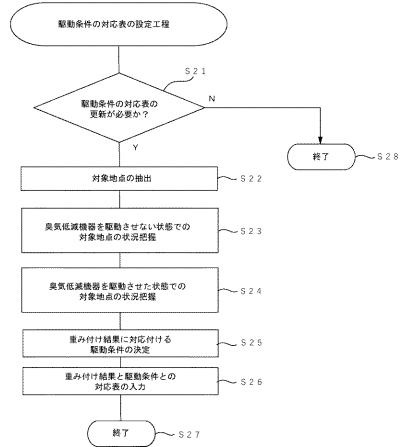 駆動条件の対応表の設定工程
S21
駆動条件の対応表の
更新が必要か?
N
Y
終了
S28
対象地点の抽出
S22
臭気低減機器を駆動させない状態での
対象地点の状況把握
S23
臭気低減機器を駆動させた状態での
対象地点の状況把握
S24
重み付け結果に対応付ける
駆動条件の決定
S25
重み付け結果と駆動条件との
対応表の入力
S26
終了
S27